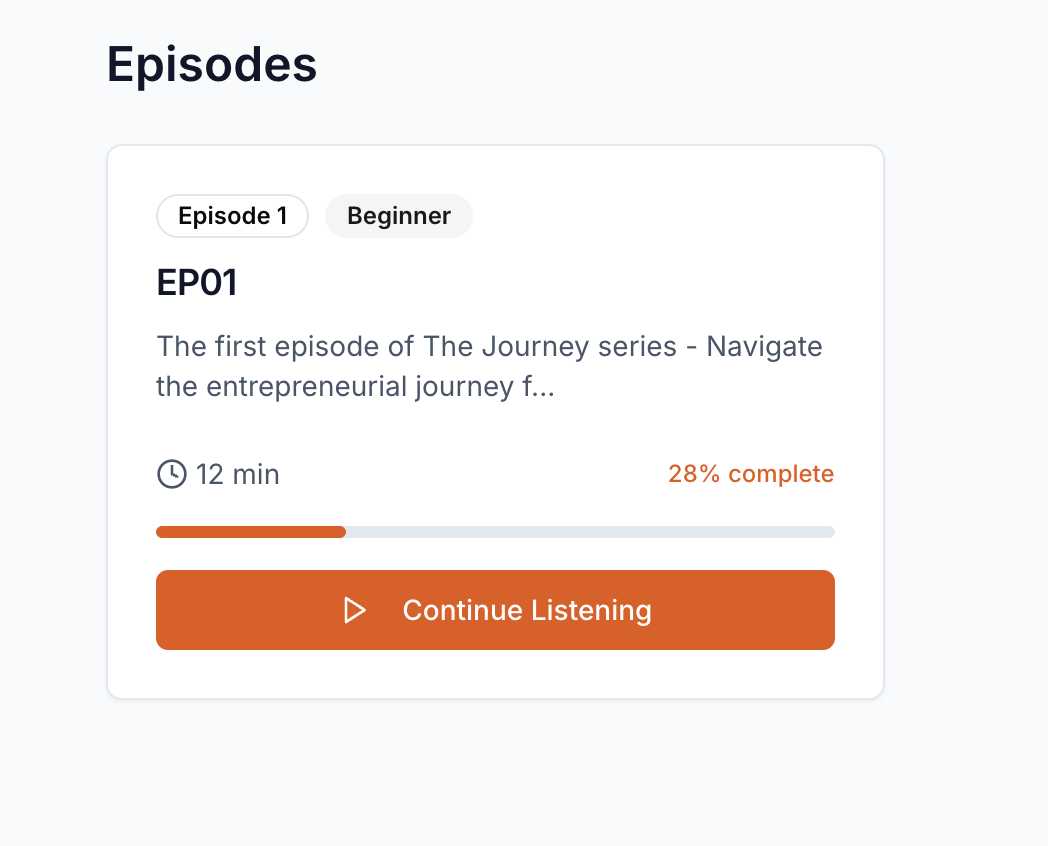 Episodes
Episode 1
Beginner
EP01
The first episode of The Journey series - Navigate
the entrepreneurial journey f...
12 min
28% complete
Continue Listening